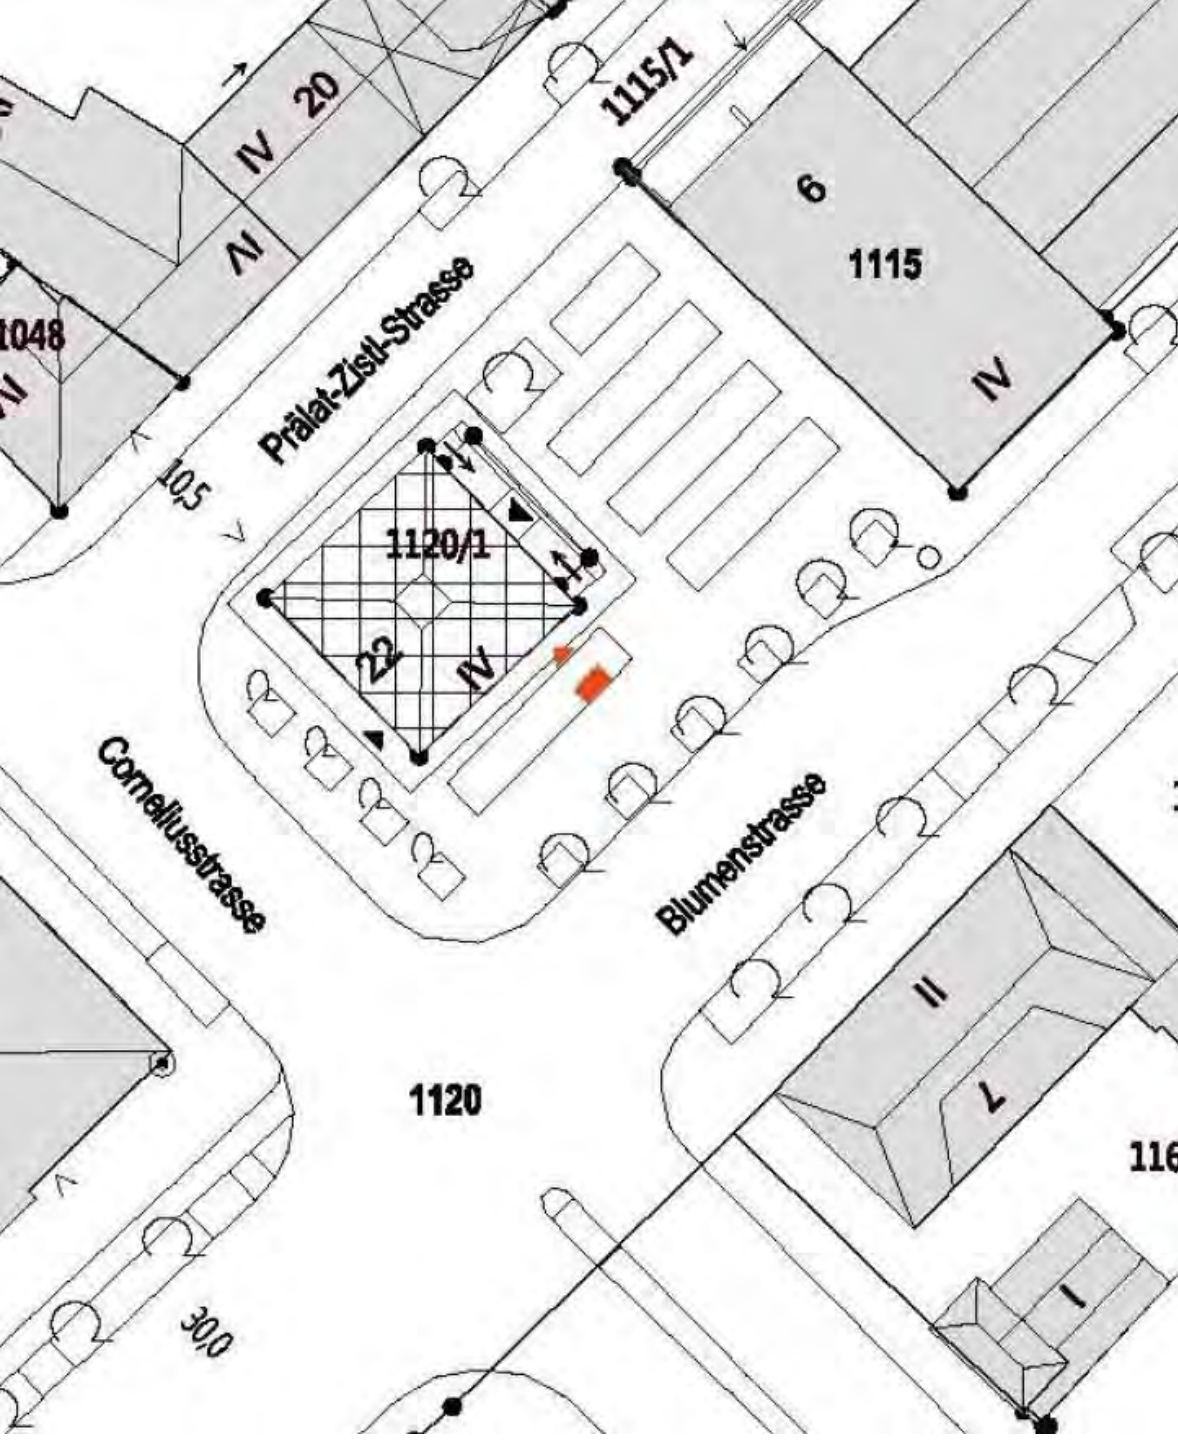 1115/1
20
IV
6
IV
1115
1048
IV
Prälat-Zistl-Strasse
IV
10,5
1120/1
22
IV
Corneliusstrasse
Blumenstrasse
II
1120
7
116
I
30,0